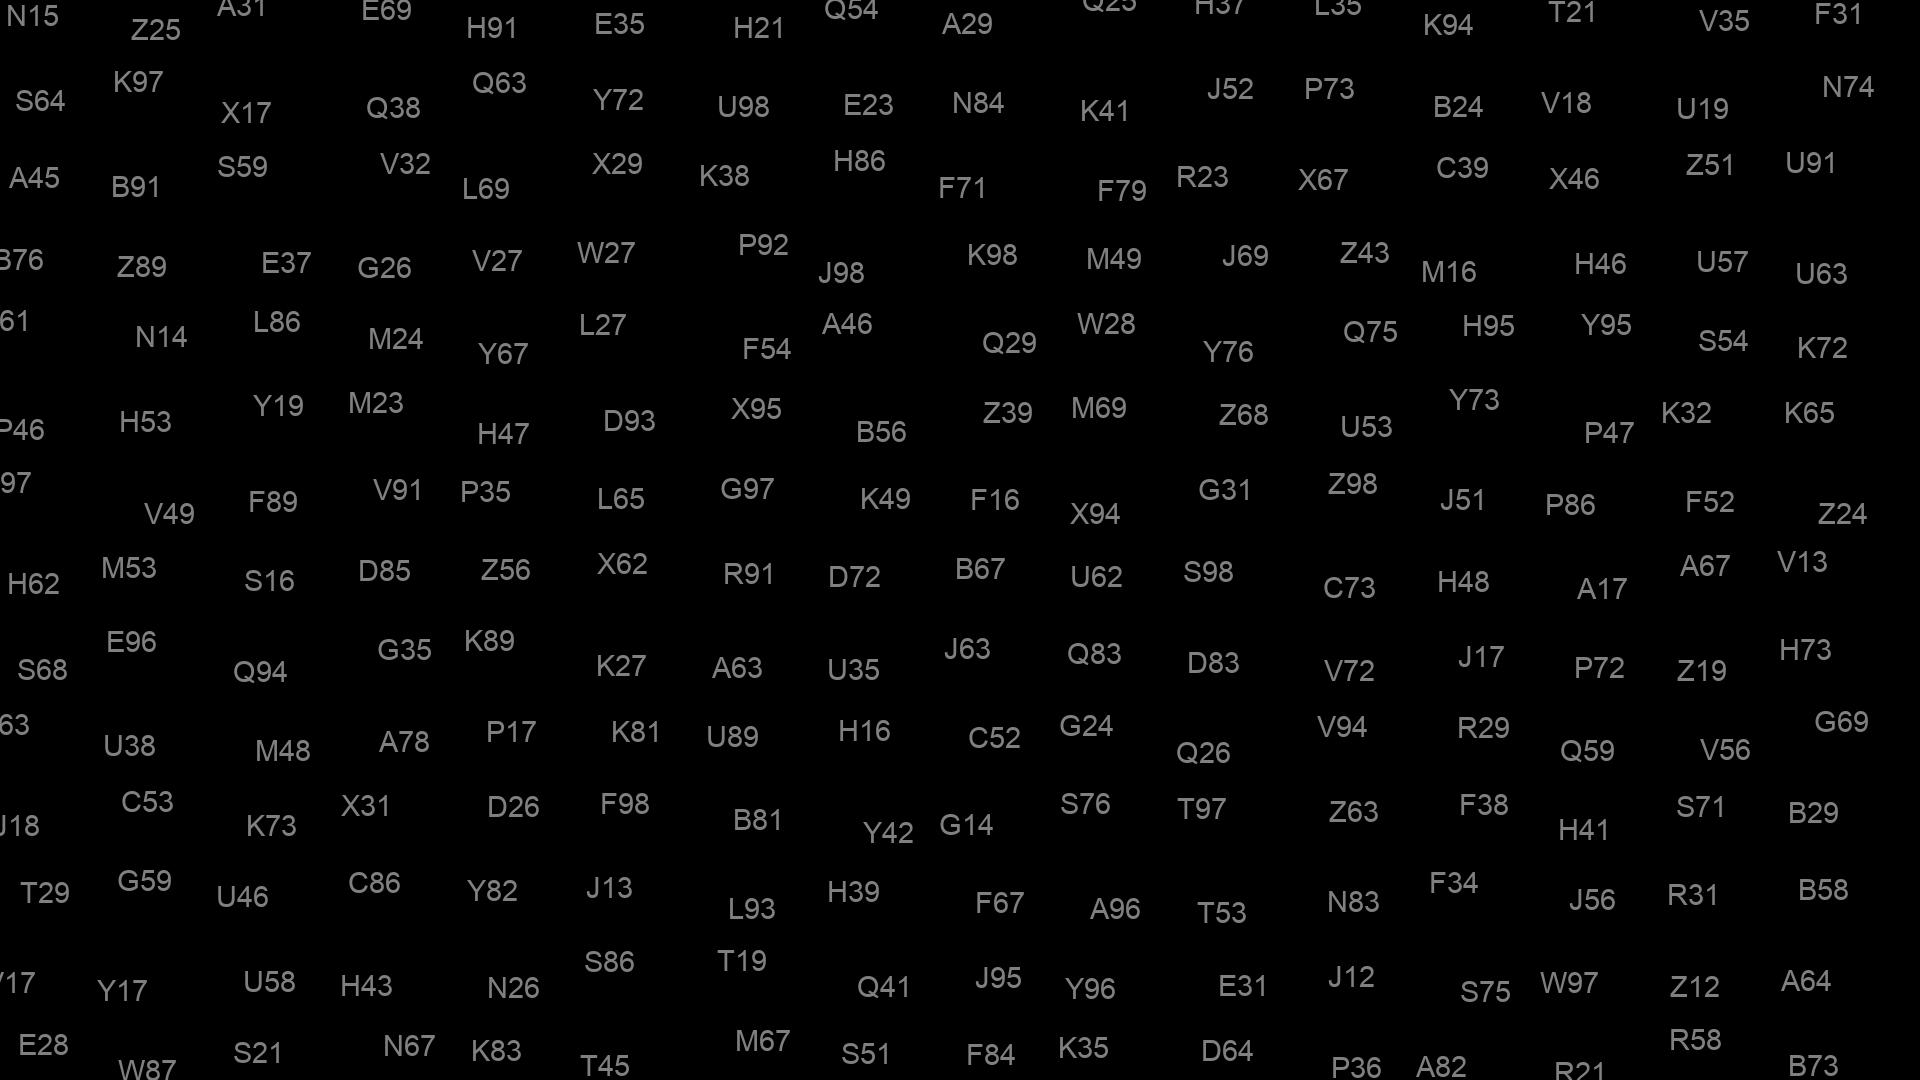 N15 Z25 A31 E69 H91 E35 H21 Q54 A29 Q25 H37 L35 K94 T21 V35 F31
S64 K97 X17 Q38 Q63 Y72 U98 E23 N84 K41 J52 P73 B24 V18 U19 N74
A45 B91 S59 V32 L69 X29 K38 H86 F71 F79 R23 X67 C39 X46 Z51 U91
B76 Z89 E37 G26 V27 W27 P92 J98 K98 M49 J69 Z43 M16 H46 U57 U63
61 N14 L86 M24 Y67 L27 F54 A46 Q29 W28 Y76 Q75 H95 Y95 S54 K72
P46 H53 Y19 M23 H47 D93 X95 B56 Z39 M69 Z68 U53 Y73 P47 K32 K65
97 V49 F89 V91 P35 L65 G97 K49 F16 X94 G31 Z98 J51 P86 F52 Z24
H62 M53 S16 D85 Z56 X62 R91 D72 B67 U62 S98 C73 H48 A17 A67 V13
S68 E96 Q94 G35 K89 K27 A63 U35 J63 Q83 D83 V72 J17 P72 Z19 H73
63 U38 M48 A78 P17 K81 U89 H16 C52 G24 Q26 V94 R29 Q59 V56 G69
J18 C53 K73 X31 D26 F98 B81 Y42 G14 S76 T97 Z63 F38 H41 S71 B29
T29 G59 U46 C86 Y82 J13 L93 H39 F67 A96 T53 N83 F34 J56 R31 B58
17 Y17 U58 H43 N26 S86 T19 Q41 J95 Y96 E31 J12 S75 W97 Z12 A64
E28 W87 S21 N67 K83 T45 M67 S51 F84 K35 D64 P36 A82 R21 R58 B73